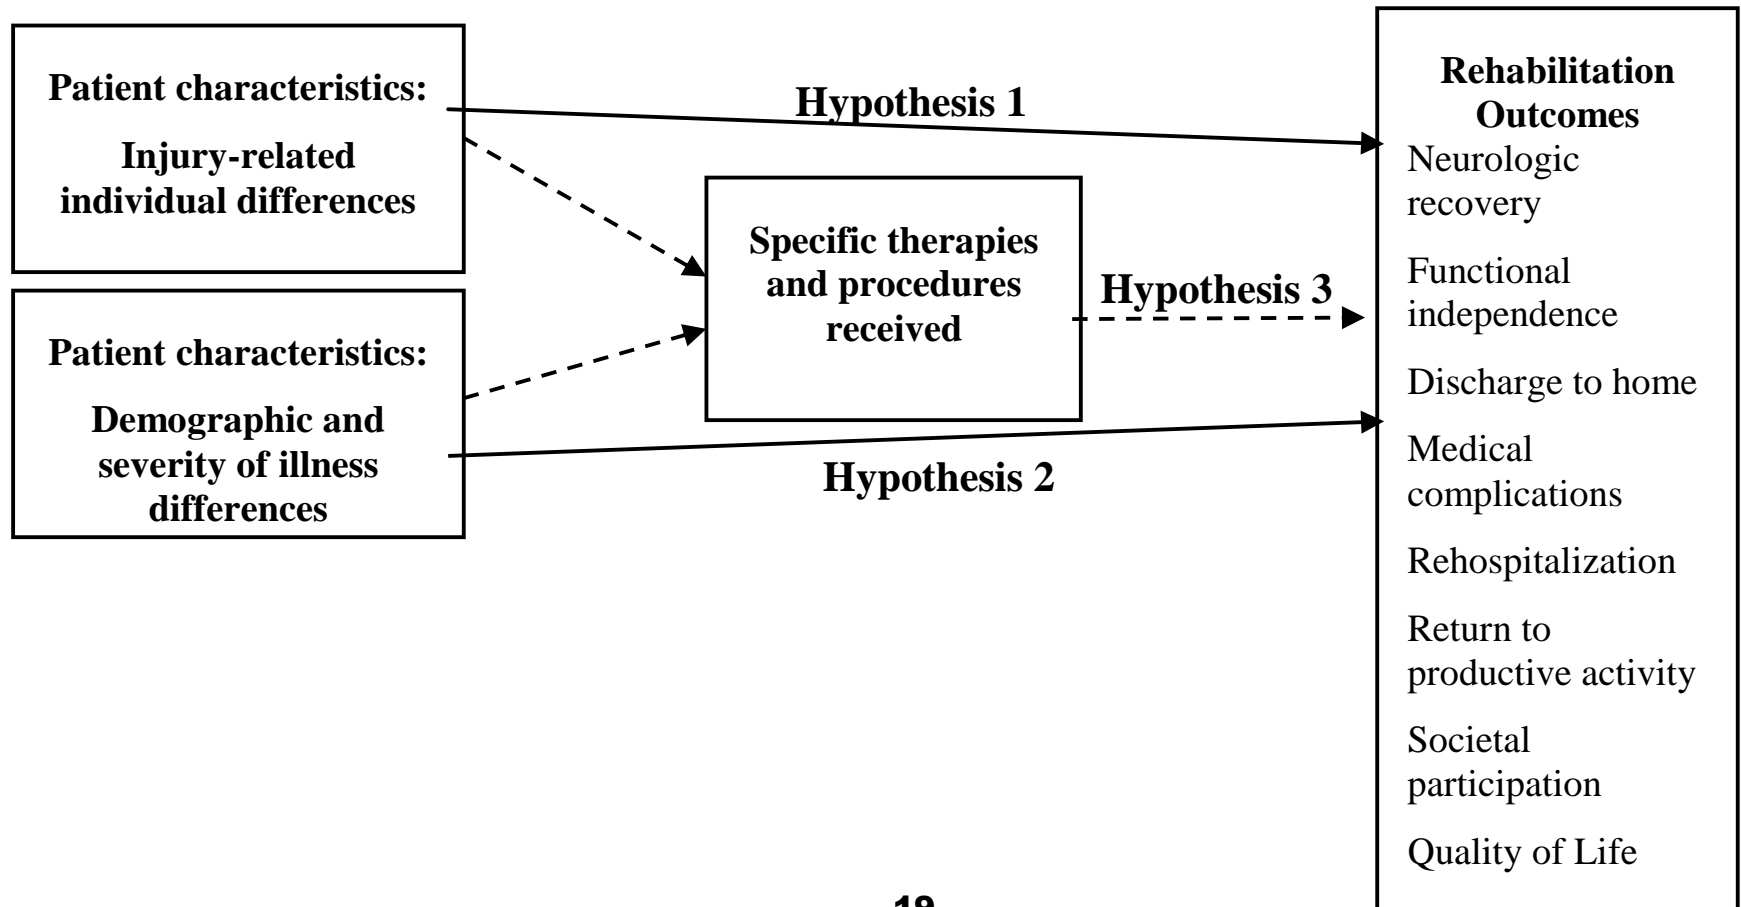 Patient characteristics:
Injury-related
individual differences
Patient characteristics:
Demographic and
severity of illness
differences
Hypothesis 1
Specific therapies
and procedures
received
Hypothesis 3
Hypothesis 2
Rehabilitation
Outcomes
Neurologic
recovery
Functional
independence
Discharge to home
Medical
complications
Rehospitalization
Return to
productive activity
Societal
participation
Quality of Life